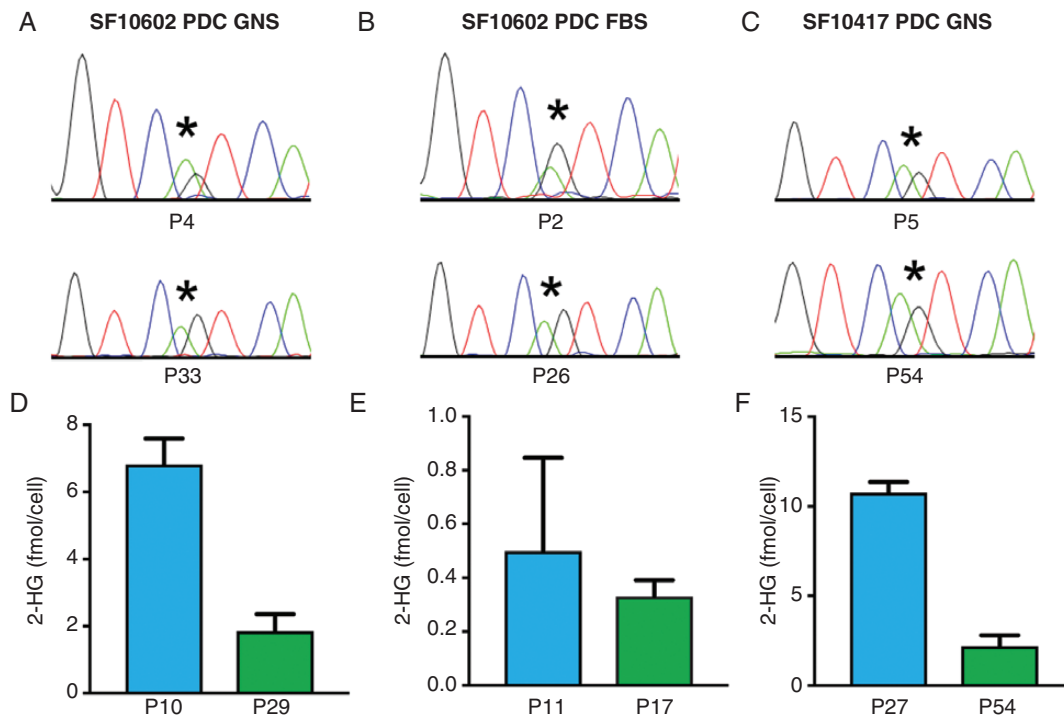 A SF10602 PDC GNS
B SF10602 PDC FBS
C SF10417 PDC GNS
*
*
*
P4
P2
P5
*
*
*
P33
P26
P54
D
E
F
2-HG (fmol/cell)
8
6
4
2
0
P10 P29
2-HG (fmol/cell)
1.0
0.8
0.6
0.4
0.2
0.0
P11 P17
2-HG (fmol/cell)
15
10
5
0
P27 P54